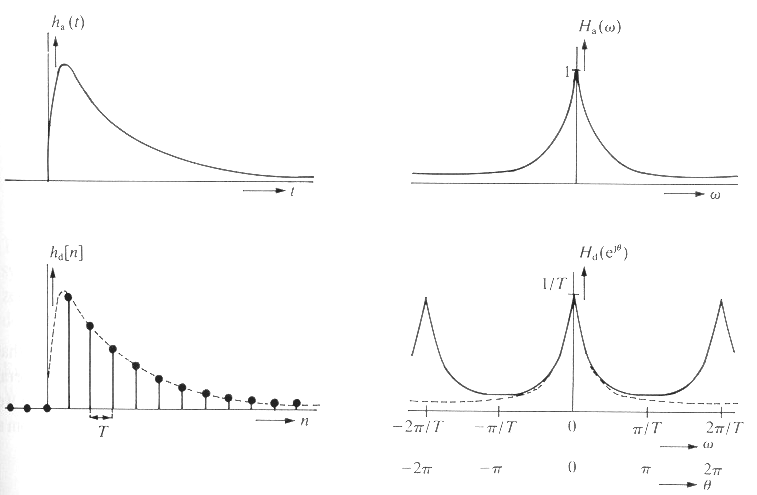 hₐ(t)
t
Hₐ(ω)
1
ω
h_d[n]
T
n
H_d(e^{jθ})
1/T
−2π/T −π/T 0 π/T 2π/T
ω
−2π −π 0 π 2π
θ